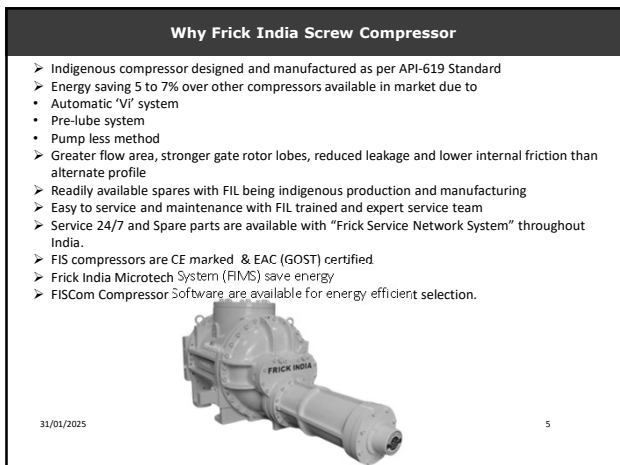 Why Frick India Screw Compressor
➢ Indigenous compressor designed and manufactured as per API-619 Standard
➢ Energy saving 5 to 7% over other compressors available in market due to
• Automatic ‘Vi’ system
• Pre-lube system
• Pump less method
➢ Greater flow area, stronger gate rotor lobes, reduced leakage and lower internal friction than
alternate profile
➢ Readily available spares with FIL being indigenous production and manufacturing
➢ Easy to service and maintenance with FIL trained and expert service team
➢ Service 24/7 and Spare parts are available with “Frick Service Network System” throughout
India.
➢ FIS compressors are CE marked & EAC (GOST) certified
➢ Frick India Microtech System (FIMS) save energy
➢ FISCom Compressor Software are available for energy efficient selection.
FRICK INDIA
31/01/2025
5